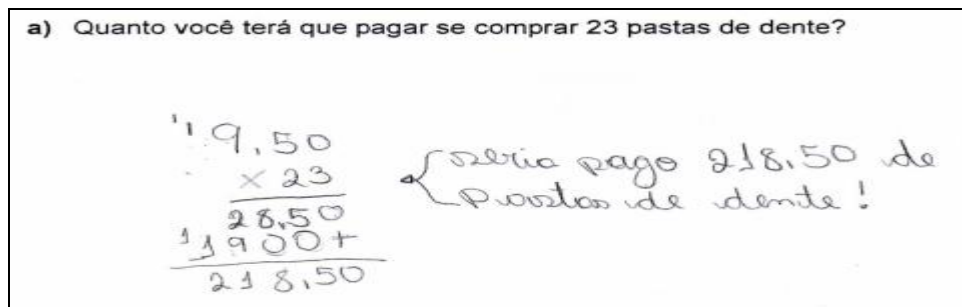 a) Quanto você terá que pagar se comprar 23 pastas de dente?
¹¹ 9,50
× 23
28,50
¹ 1900+
218,50
seria pago 218,50 de
Pastas de dente!